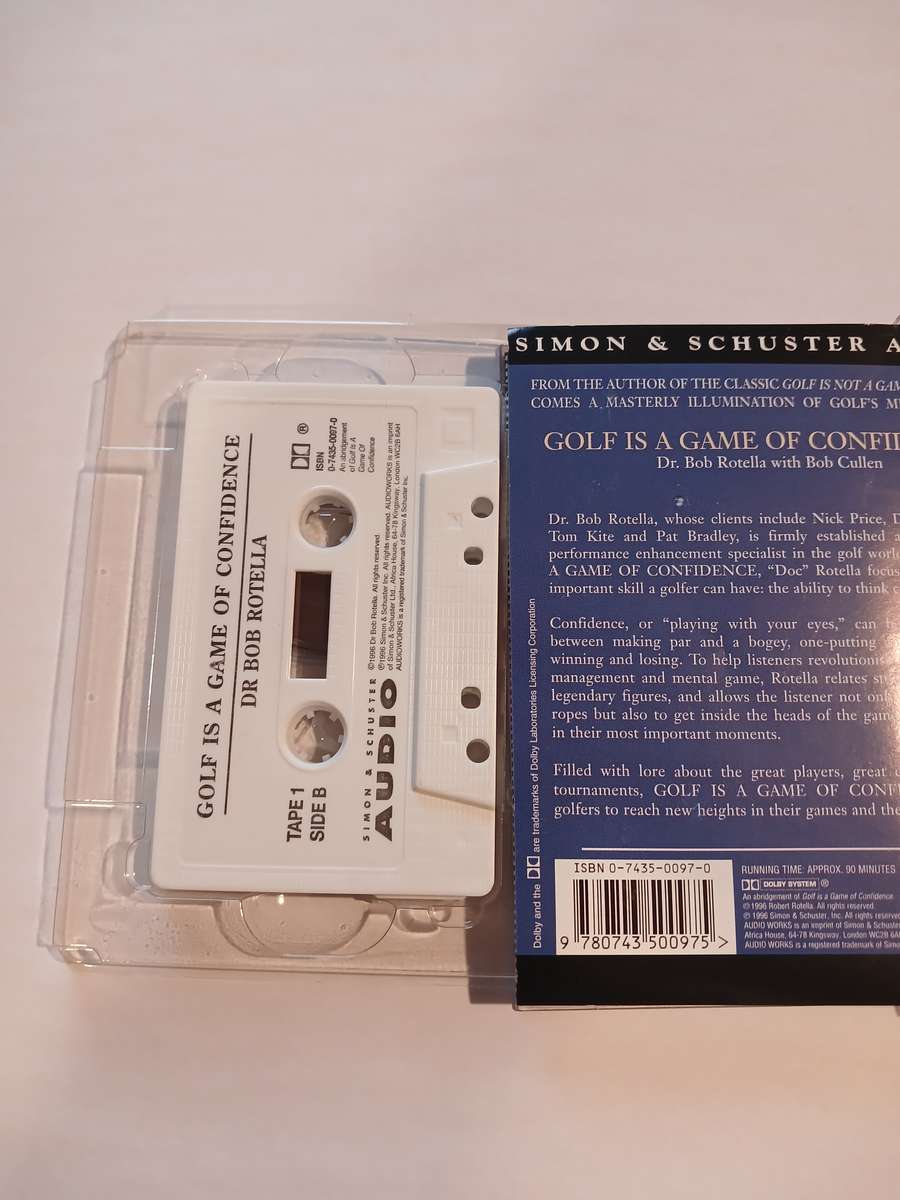 GOLF IS A GAME OF CONFIDENCE
DR BOB ROTELLA
TAPE 1
SIDE B
®
ISBN
0-7435-0097-0
An abridgement
of Golf is A
Game Of
Confidence
SIMON & SCHUSTER
AUDIO
©1996 Dr Bob Rotella. All rights reserved.
℗1996 Simon & Schuster Inc. All rights reserved. AUDIOWORKS is an imprint
of Simon & Schuster Ltd., Africa House, 64-78 Kingsway, London WC2B 6AH
AUDIOWORKS is a registered trademark of Simon & Schuster Inc.
SIMON & SCHUSTER A
FROM THE AUTHOR OF THE CLASSIC GOLF IS NOT A GAM
COMES A MASTERLY ILLUMINATION OF GOLF'S M
GOLF IS A GAME OF CONFID
Dr. Bob Rotella with Bob Cullen
Dr. Bob Rotella, whose clients include Nick Price, D
Tom Kite and Pat Bradley, is firmly established a
performance enhancement specialist in the golf worl
A GAME OF CONFIDENCE, "Doc" Rotella focus
important skill a golfer can have: the ability to think c
Confidence, or "playing with your eyes," can
between making par and a bogey, one-putting
winning and losing. To help listeners revolutionis
management and mental game, Rotella relates st
legendary figures, and allows the listener not onl
ropes but also to get inside the heads of the gam
in their most important moments.
Filled with lore about the great players, great
tournaments, GOLF IS A GAME OF CONFI
golfers to reach new heights in their games and the
Dolby and the are trademarks of Dolby Laboratories Licensing Corporation
ISBN 0-7435-0097-0
9 780743 500975 >
RUNNING TIME: APPROX. 90 MINUTES
DOLBY SYSTEM ®
An abridgement of Golf is a Game of Confidence
© 1996 Robert Rotella. All rights reserved.
℗ 1996 Simon & Schuster, Inc. All rights reserved
AUDIO WORKS is an imprint of Simon & Schuster
Africa House, 64-78 Kingsway, London WC2B 6AH
AUDIO WORKS is a registered trademark of Simo